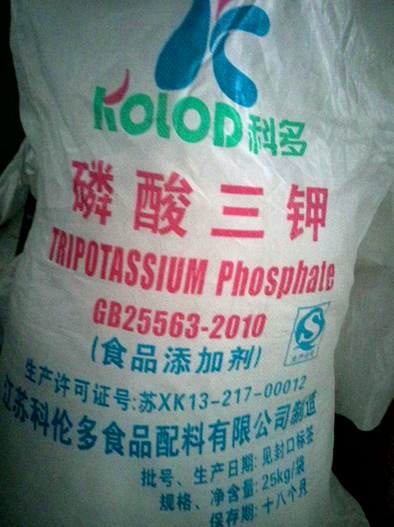 KOLOD科多
磷酸三钾
TRIPOTASSIUM Phosphate
GB25563-2010
(食品添加剂)
生产许可证号:苏XK13-217-00012
江苏科伦多食品配料有限公司制造
批号、生产日期:见封口标签
规格、净含量:25kg/袋
保存期:十八个月